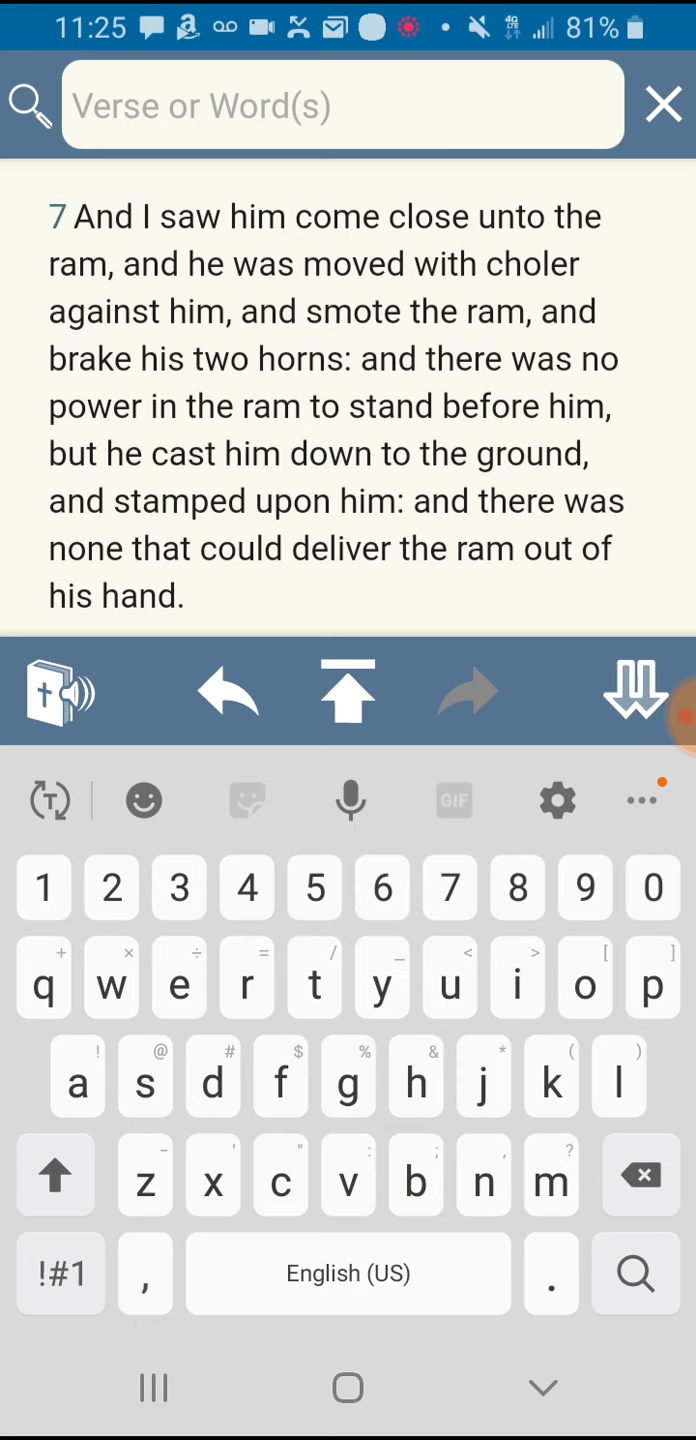 11:25 81%
Verse or Word(s)
7 And I saw him come close unto the
ram, and he was moved with choler
against him, and smote the ram, and
brake his two horns: and there was no
power in the ram to stand before him,
but he cast him down to the ground,
and stamped upon him: and there was
none that could deliver the ram out of
his hand.
T GIF
1 2 3 4 5 6 7 8 9 0
+ × ÷ = / _ < > [ ]
q w e r t y u i o p
! @ # $ % & * ( )
a s d f g h j k l
- ' " : ; , ?
z x c v b n m
!#1 , English (US) .